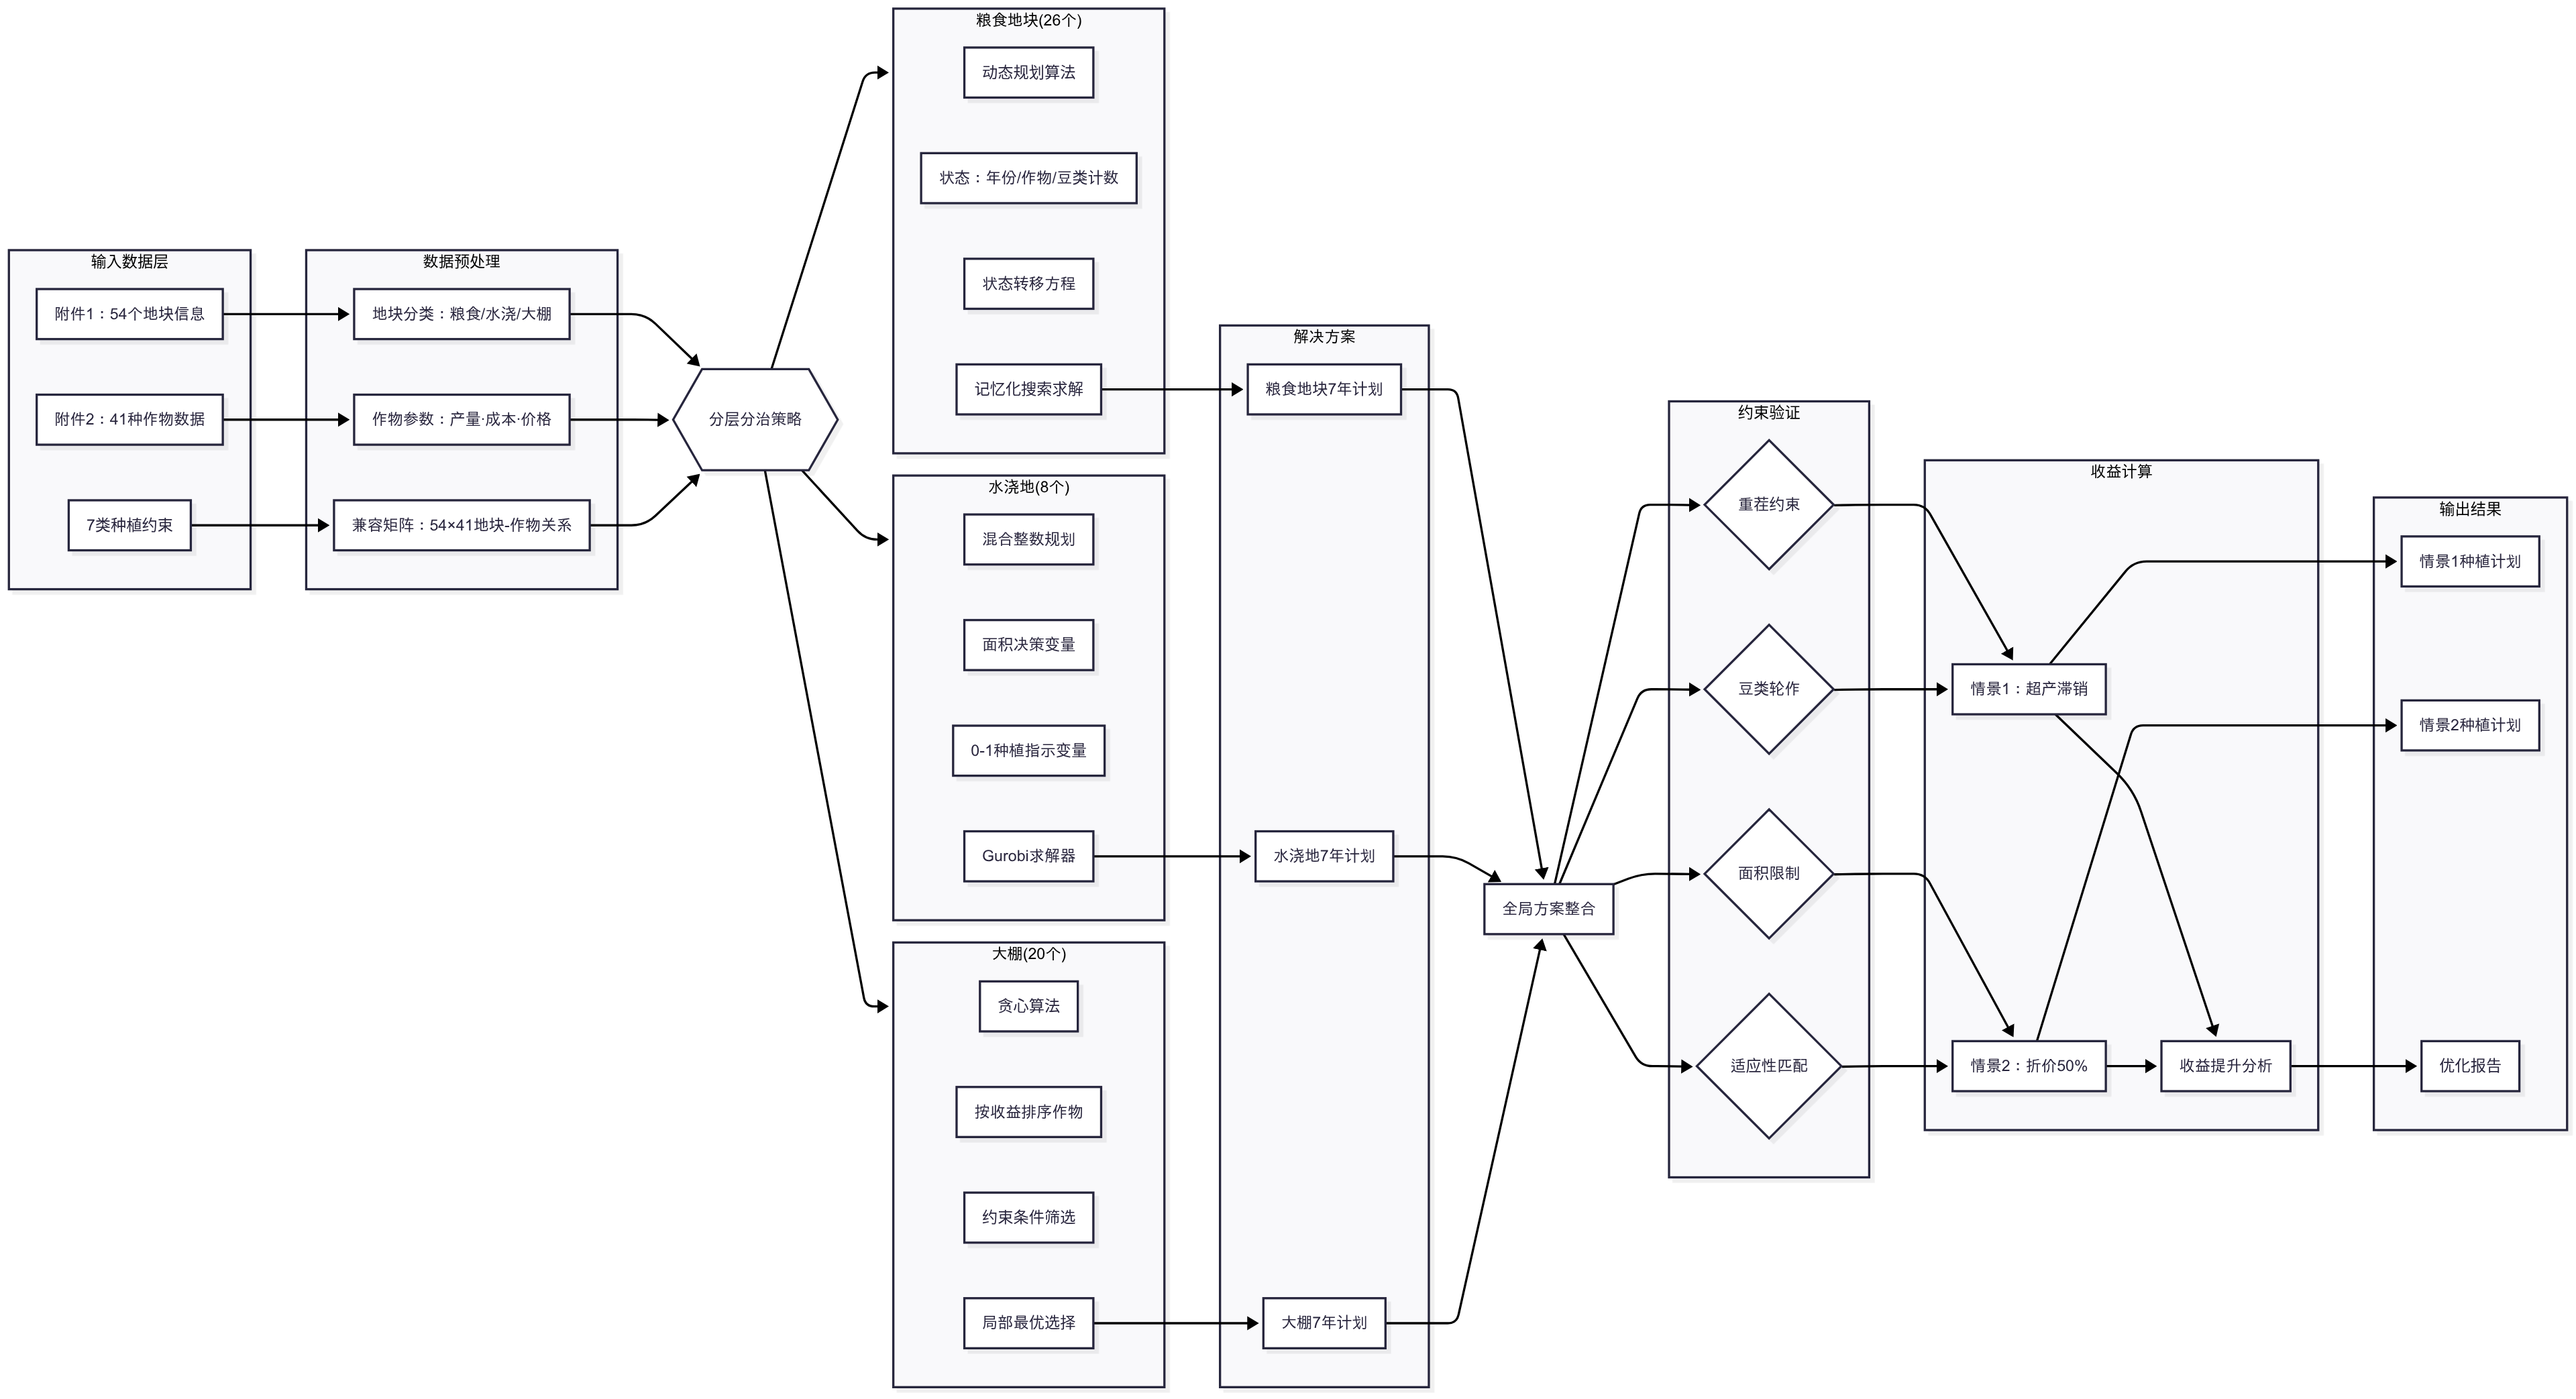 输入数据层
附件1：54个地块信息
附件2：41种作物数据
7类种植约束
数据预处理
地块分类：粮食/水浇/大棚
作物参数：产量·成本·价格
兼容矩阵：54×41地块-作物关系
分层分治策略
粮食地块(26个)
动态规划算法
状态：年份/作物/豆类计数
状态转移方程
记忆化搜索求解
水浇地(8个)
混合整数规划
面积决策变量
0-1种植指示变量
Gurobi求解器
大棚(20个)
贪心算法
按收益排序作物
约束条件筛选
局部最优选择
解决方案
粮食地块7年计划
水浇地7年计划
大棚7年计划
全局方案整合
约束验证
重茬约束
豆类轮作
面积限制
适应性匹配
收益计算
情景1：超产滞销
情景2：折价50%
收益提升分析
输出结果
情景1种植计划
情景2种植计划
优化报告